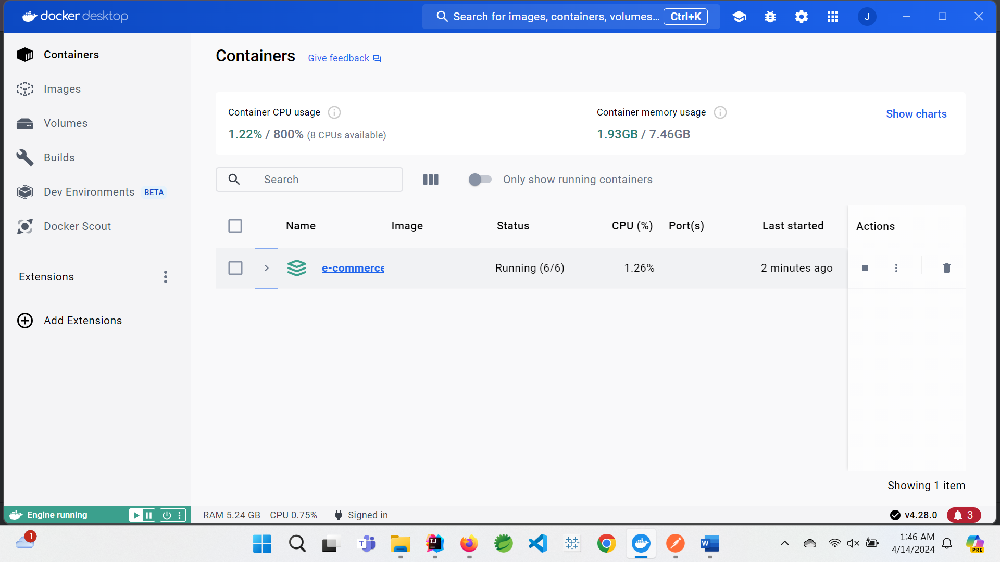 docker desktop
Search for images, containers, volumes... Ctrl+K
J
Containers
Images
Volumes
Builds
Dev Environments BETA
Docker Scout
Extensions
Add Extensions
Containers Give feedback
Container CPU usage
1.22% / 800% (8 CPUs available)
Container memory usage
1.93GB / 7.46GB
Show charts
Search
Only show running containers
Name Image Status CPU (%) Port(s) Last started Actions
e-commerce Running (6/6) 1.26% 2 minutes ago
Showing 1 item
Engine running
RAM 5.24 GB CPU 0.75% Signed in
v4.28.0 3
1
T
IJ
W
1:46 AM
4/14/2024
PRE